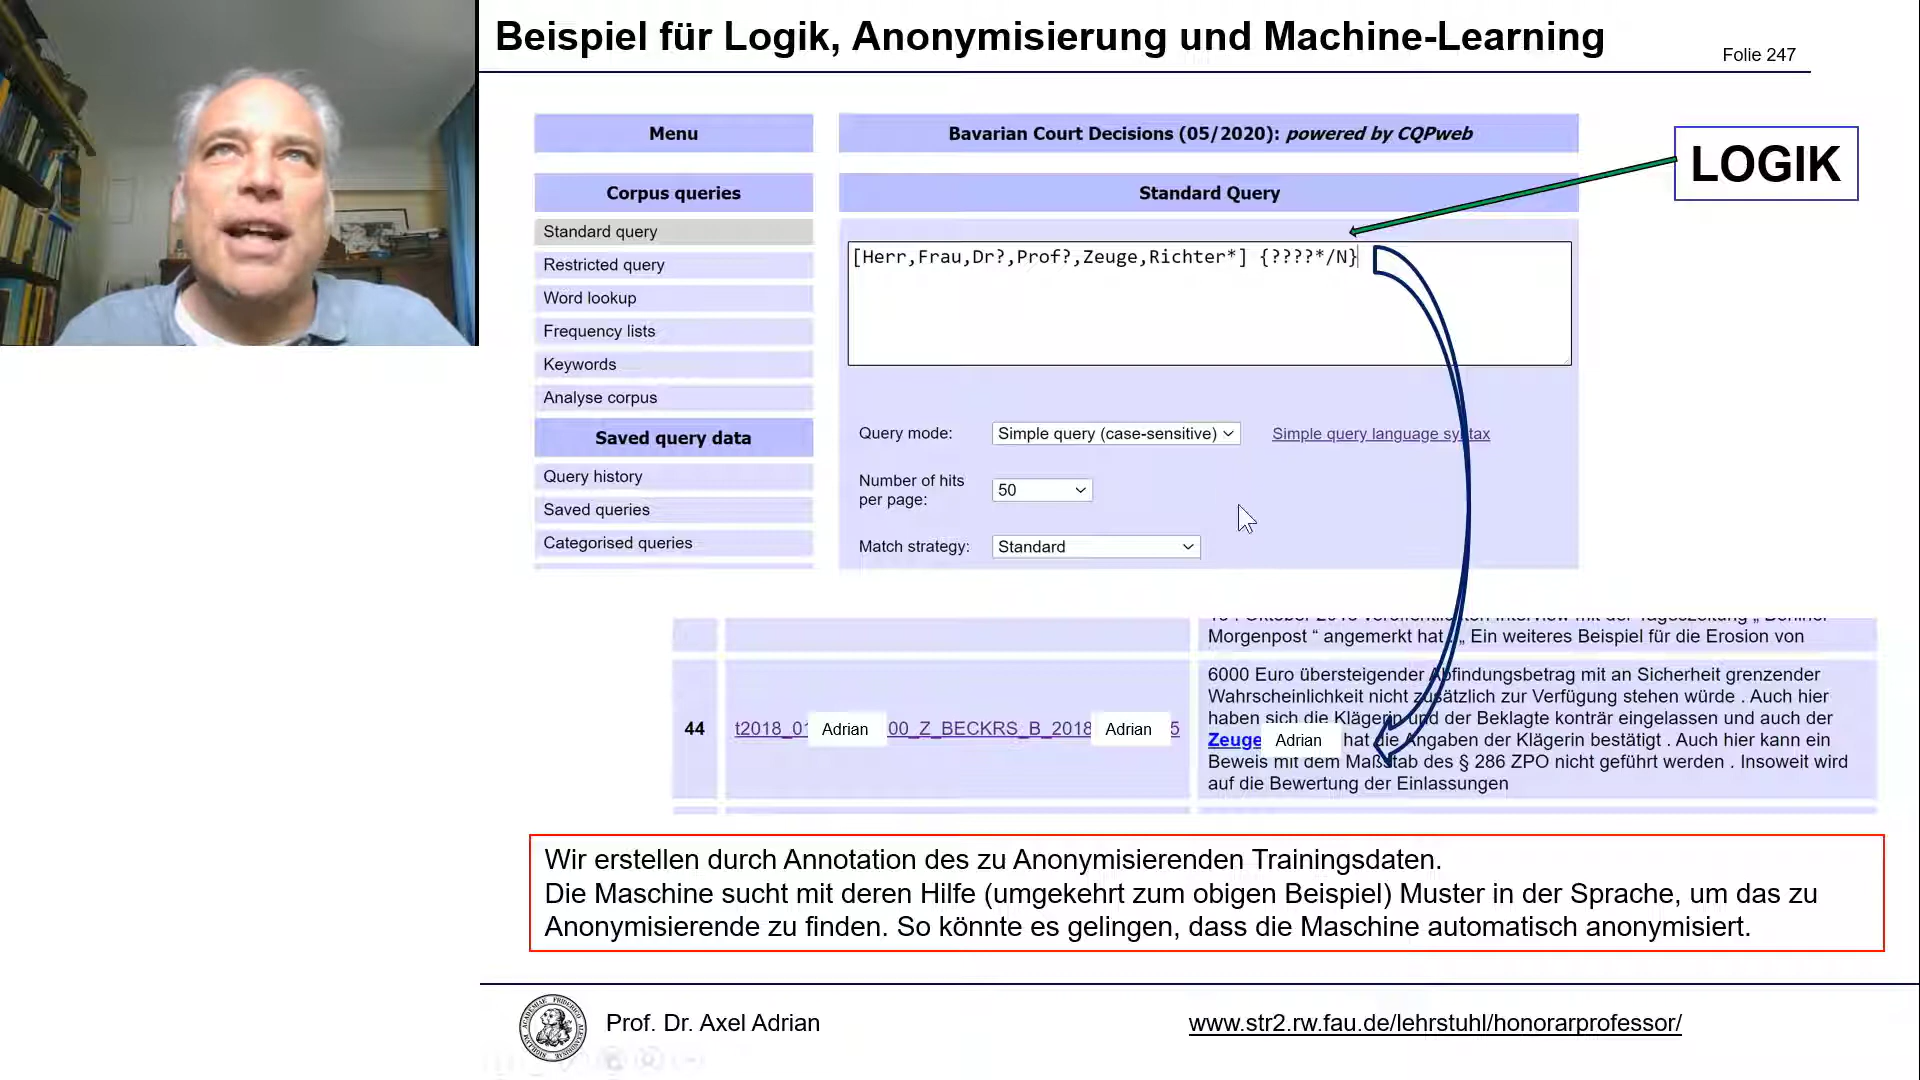 Beispiel für Logik, Anonymisierung und Machine-Learning
Folie 247
Menu
Bavarian Court Decisions (05/2020): powered by CQPweb
LOGIK
Corpus queries
Standard Query
Standard query
[Herr,Frau,Dr?,Prof?,Zeuge,Richter*] {????*/N}
Restricted query
Word lookup
Frequency lists
Keywords
Analyse corpus
Saved query data
Query history
Saved queries
Categorised queries
Query mode:
Simple query (case-sensitive)
Simple query language syntax
Number of hits
per page:
50
Match strategy:
Standard
Morgenpost “ angemerkt hat . „ Ein weiteres Beispiel für die Erosion von
44
t2018_01 Adrian 00_Z_BECKRS_B_2018 Adrian 5
6000 Euro übersteigender Abfindungsbetrag mit an Sicherheit grenzender
Wahrscheinlichkeit nicht zusätzlich zur Verfügung stehen würde . Auch hier
haben sich die Klägerin und der Beklagte konträr eingelassen und auch der
Zeuge Adrian hat die Angaben der Klägerin bestätigt . Auch hier kann ein
Beweis mit dem Maßstab des § 286 ZPO nicht geführt werden . Insoweit wird
auf die Bewertung der Einlassungen
Wir erstellen durch Annotation des zu Anonymisierenden Trainingsdaten.
Die Maschine sucht mit deren Hilfe (umgekehrt zum obigen Beispiel) Muster in der Sprache, um das zu
Anonymisierende zu finden. So könnte es gelingen, dass die Maschine automatisch anonymisiert.
Prof. Dr. Axel Adrian
www.str2.rw.fau.de/lehrstuhl/honorarprofessor/